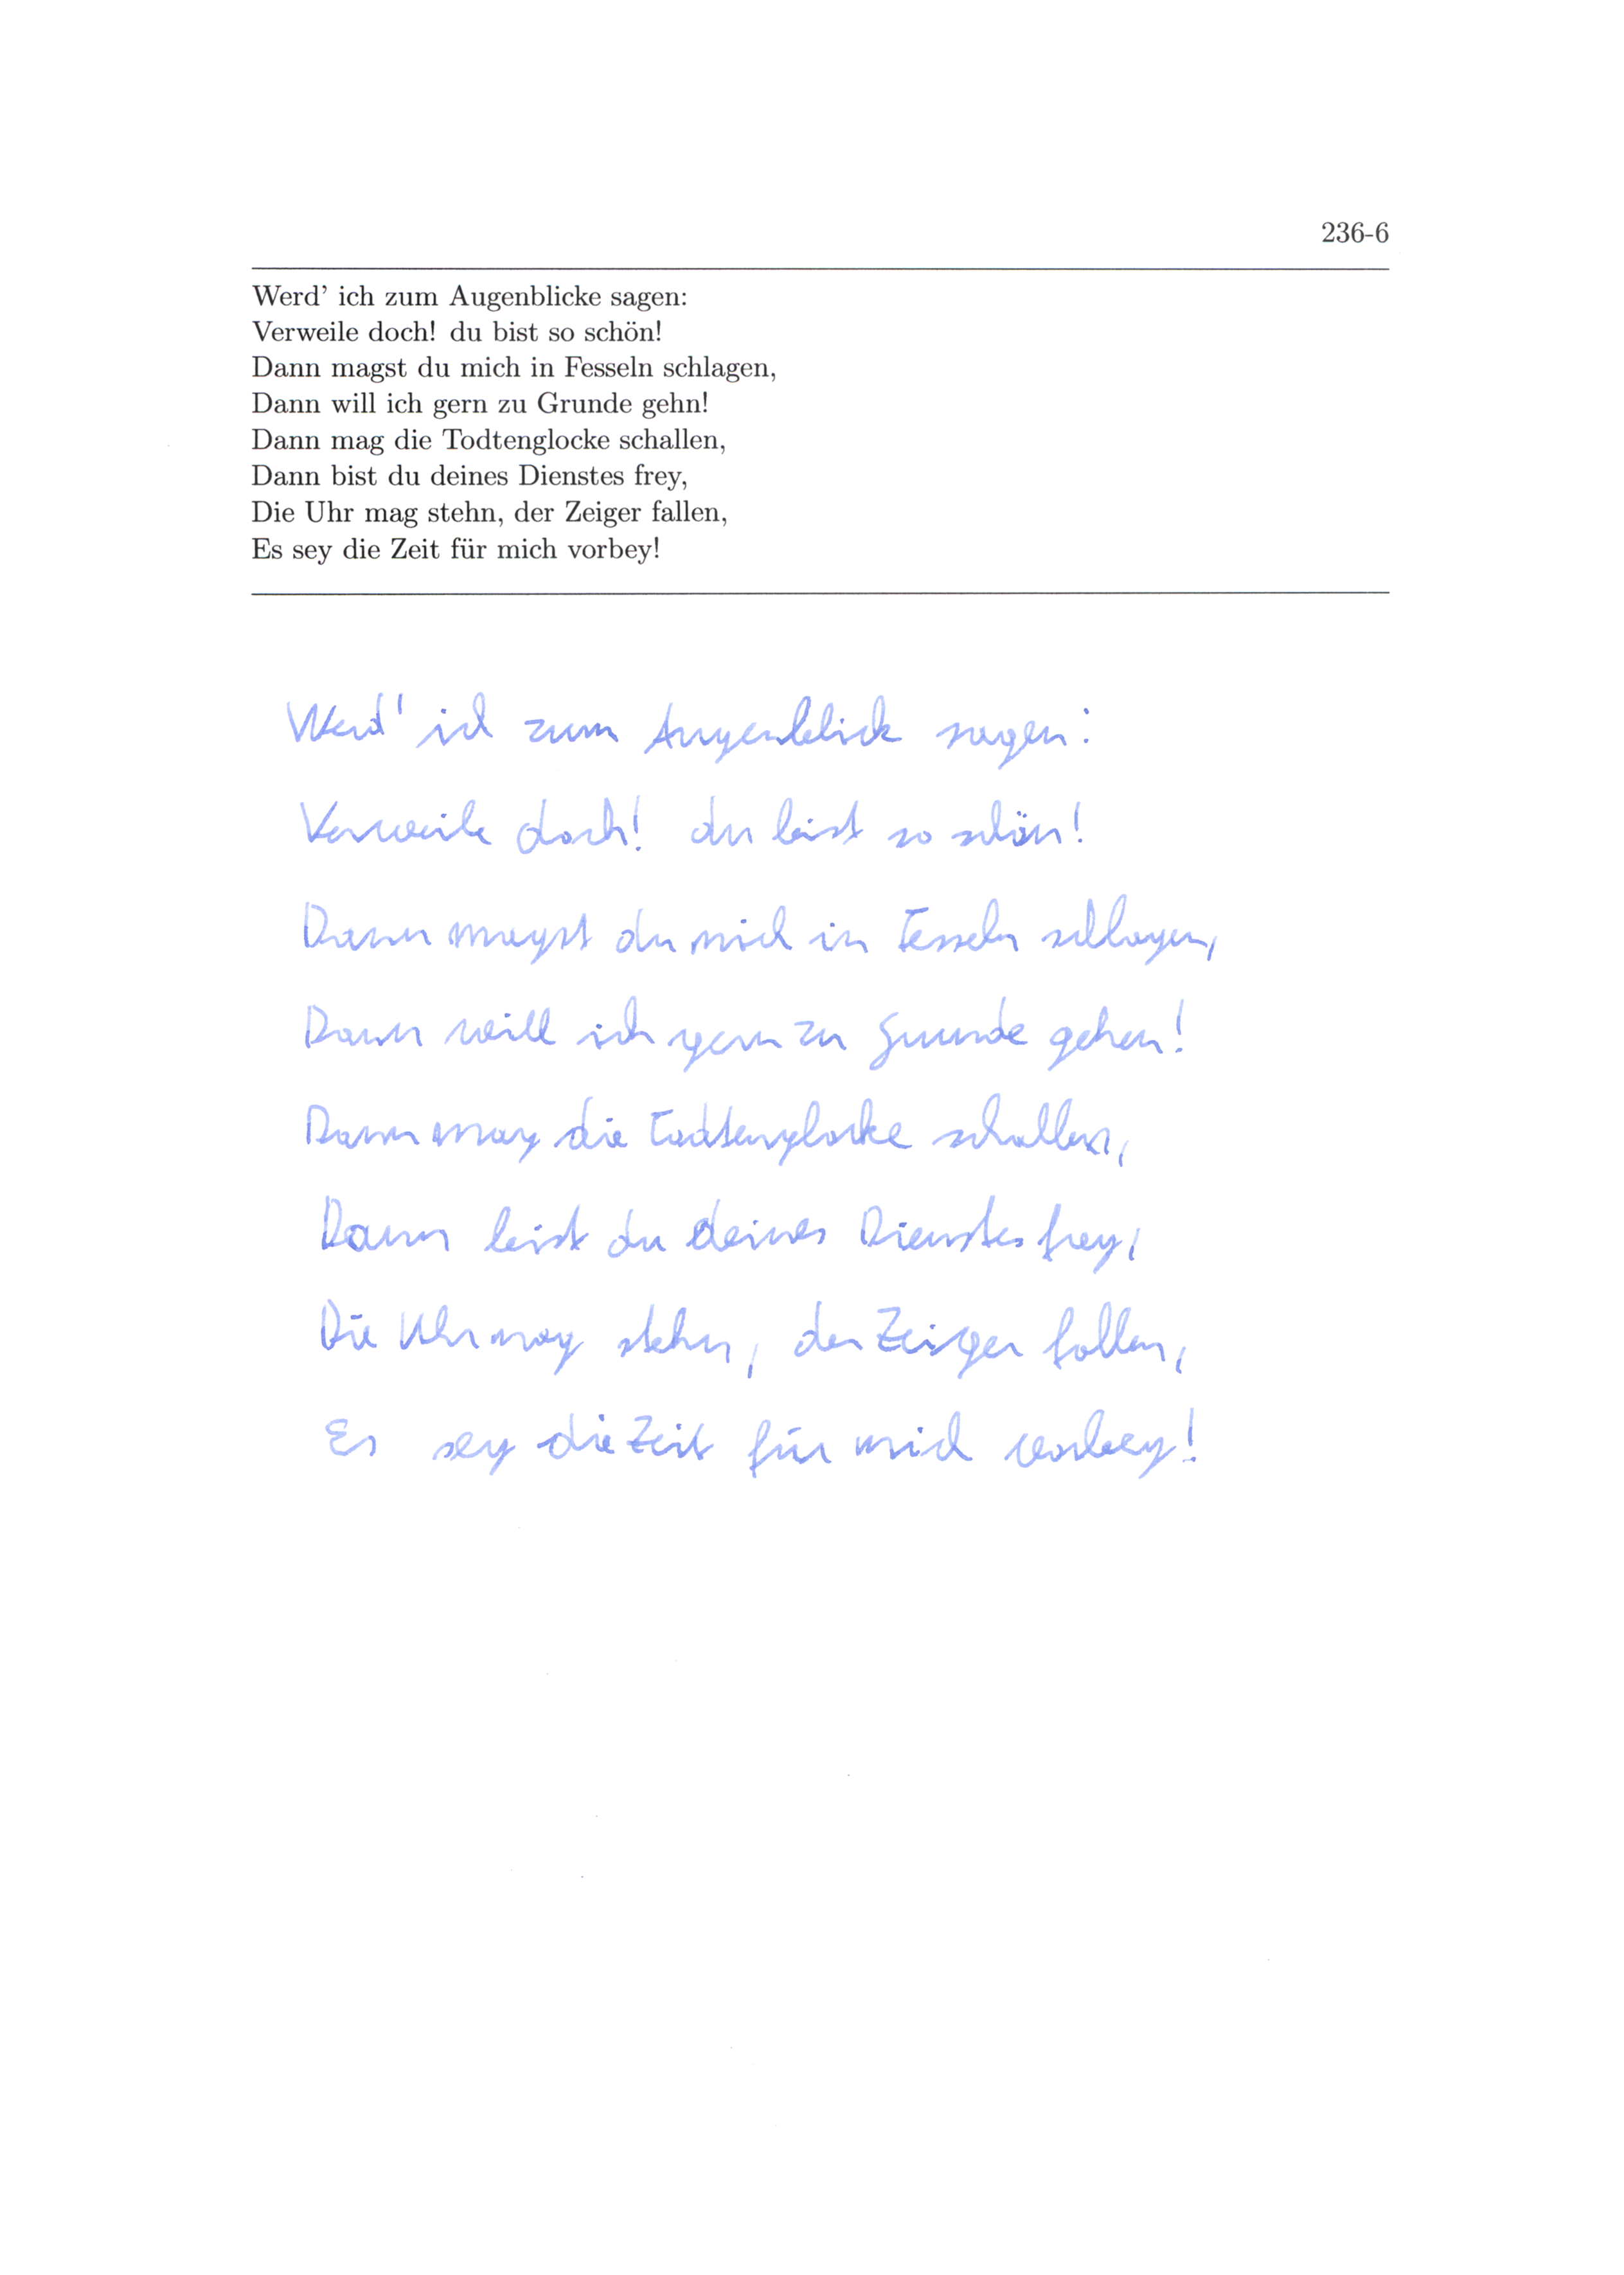 236-6
Werd' ich zum Augenblicke sagen:
Verweile doch! du bist so schön!
Dann magst du mich in Fesseln schlagen,
Dann will ich gern zu Grunde gehn!
Dann mag die Todtenglocke schallen,
Dann bist du deines Dienstes frey,
Die Uhr mag stehn, der Zeiger fallen,
Es sey die Zeit für mich vorbey!
Werd' ich zum Augenblick sagen:
Verweile doch! du bist so schön!
Dann magst du mich in Fesseln schlagen,
Dann will ich gern zu Grunde gehen!
Dann mag die Todtenglocke schallen,
Dann bist du deines Dienstes frey,
Die Uhr mag stehn, der Zeiger fallen,
Es sey die Zeit für mich vorbey!